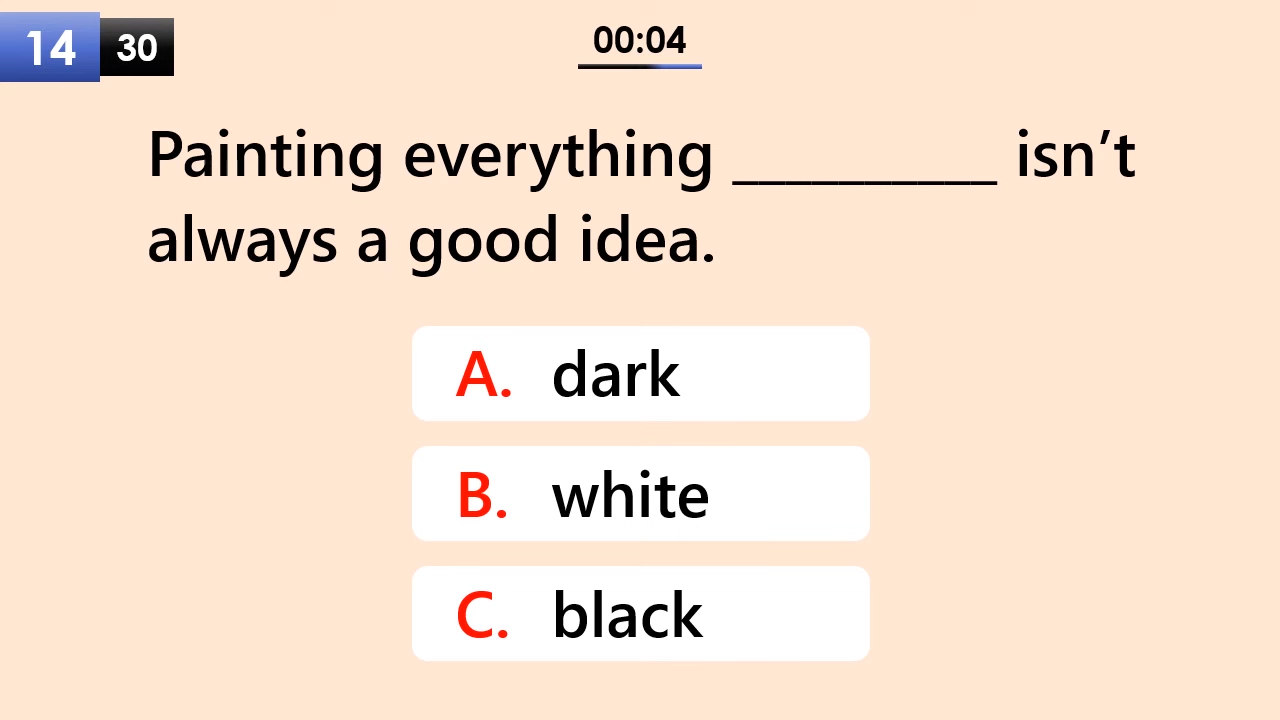 14 30
00:04
Painting everything __________ isn’t
always a good idea.
A. dark
B. white
C. black